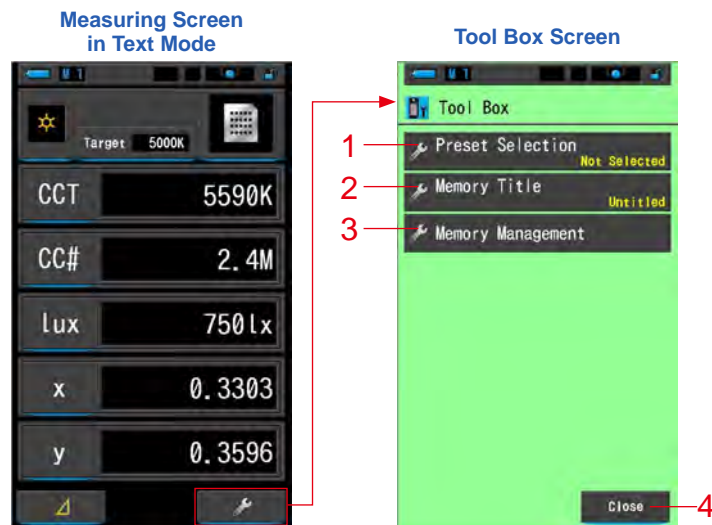 Measuring Screen
in Text Mode
Target 5000K
CCT 5590K
CC# 2.4M
lux 750lx
x 0.3303
y 0.3596
Tool Box Screen
Tool Box
1 Preset Selection
Not Selected
2 Memory Title
Untitled
3 Memory Management
Close 4